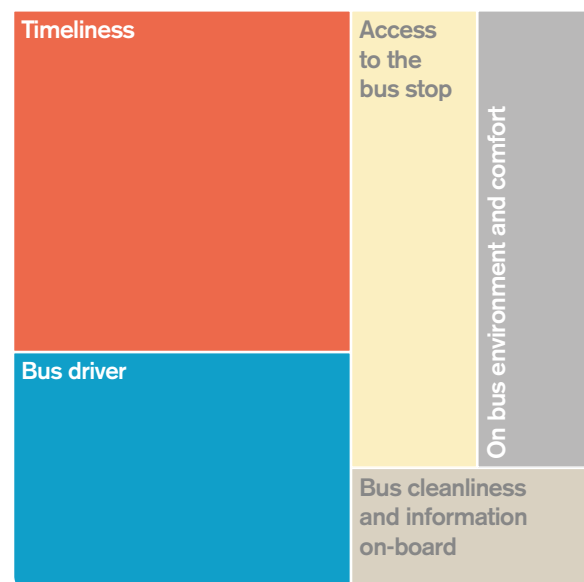 Timeliness
Access
to the
bus stop
On bus environment and comfort
Bus driver
Bus cleanliness
and information
on-board